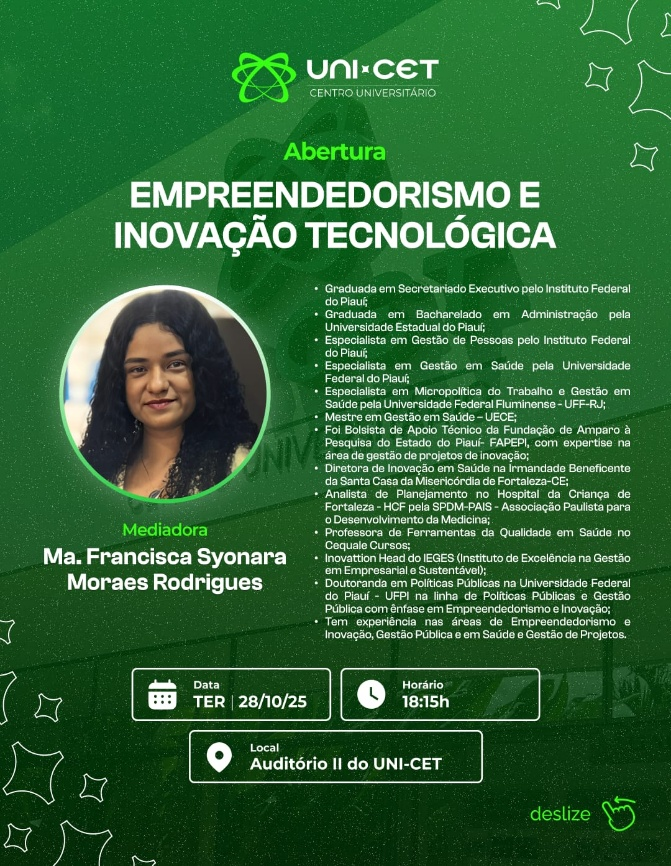 UNI CET
CENTRO UNIVERSITÁRIO
Abertura
EMPREENDEDORISMO E
INOVAÇÃO TECNOLÓGICA
• Graduada em Secretariado Executivo pelo Instituto Federal
do Piauí;
• Graduada em Bacharelado em Administração pela
Universidade Estadual do Piauí;
• Especialista em Gestão de Pessoas pelo Instituto Federal
do Piauí;
• Especialista em Gestão em Saúde pela Universidade
Federal do Piauí;
• Especialista em Micropolítica do Trabalho e Gestão em
Saúde pela Universidade Federal Fluminense - UFF-RJ;
• Mestre em Gestão em Saúde – UECE;
• Foi Bolsista de Apoio Técnico da Fundação de Amparo à
Pesquisa do Estado do Piauí- FAPEPI, com expertise na
área de gestão de projetos de inovação;
• Diretora de Inovação em Saúde na Irmandade Beneficente
da Santa Casa da Misericórdia de Fortaleza-CE;
• Analista de Planejamento no Hospital da Criança de
Fortaleza - HCF pela SPDM-PAIS - Associação Paulista para
o Desenvolvimento da Medicina;
• Professora de Ferramentas da Qualidade em Saúde no
Cequale Cursos;
• Inovattion Head do IEGES (Instituto de Excelência na Gestão
em Empresarial e Sustentável);
• Doutoranda em Políticas Públicas na Universidade Federal
do Piauí - UFPI na linha de Políticas Públicas e Gestão
Pública com ênfase em Empreendedorismo e Inovação;
• Tem experiência nas áreas de Empreendedorismo e
Inovação, Gestão Pública e em Saúde e Gestão de Projetos.
Mediadora
Ma. Francisca Syonara
Moraes Rodrigues
Data
TER | 28/10/25
Horário
18:15h
Local
Auditório II do UNI-CET
deslize